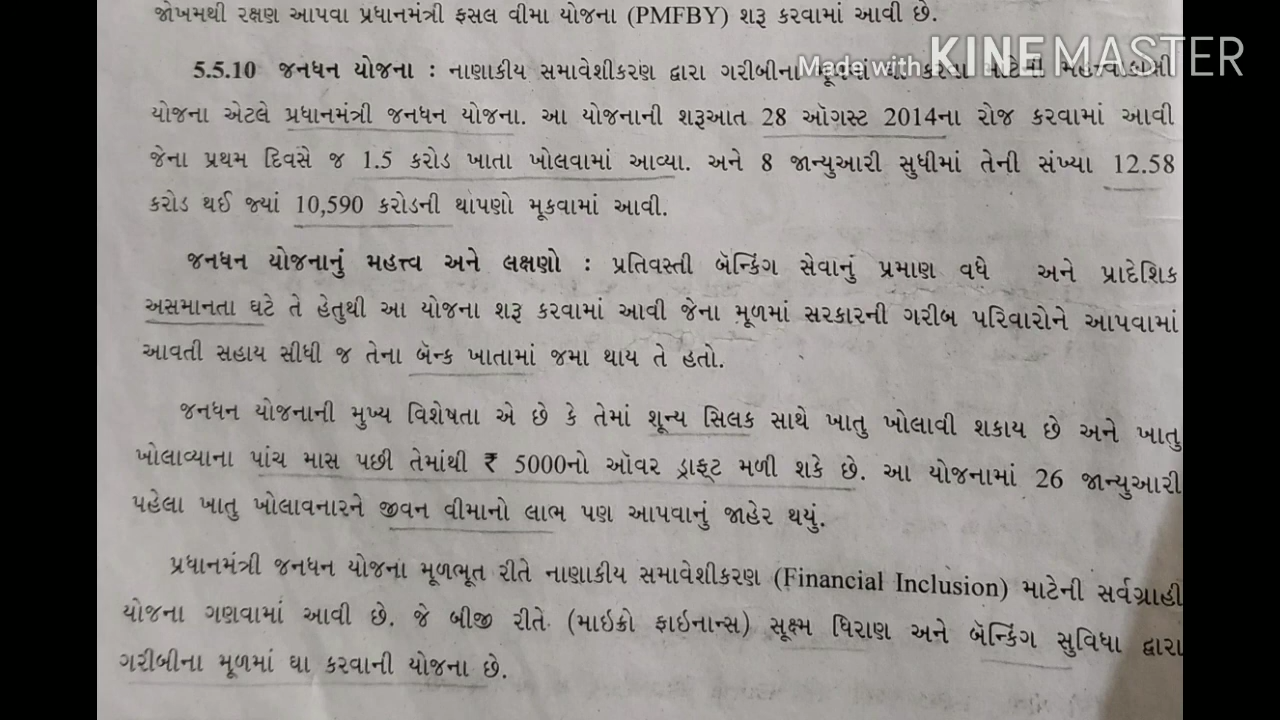 જોખમથી રક્ષણ આપવા પ્રધાનમંત્રી ફસલ વીમા યોજના (PMFBY) શરૂ કરવામાં આવી છે.
Made with KINEMASTER
5.5.10 જનધન યોજના : નાણાકીય સમાવેશીકરણ દ્વારા ગરીબીના
યોજના એટલે પ્રધાનમંત્રી જનધન યોજના. આ યોજનાની શરૂઆત 28 ઑગસ્ટ 2014ના રોજ કરવામાં આવી
જેના પ્રથમ દિવસે જ 1.5 કરોડ ખાતા ખોલવામાં આવ્યા. અને 8 જાન્યુઆરી સુધીમાં તેની સંખ્યા 12.58
કરોડ થઈ જ્યાં 10,590 કરોડની થાપણો મૂકવામાં આવી.
જનધન યોજનાનું મહત્ત્વ અને લક્ષણો : પ્રતિવસ્તી બૅન્કિંગ સેવાનું પ્રમાણ વધે અને પ્રાદેશિક
અસમાનતા ઘટે તે હેતુથી આ યોજના શરૂ કરવામાં આવી જેના મૂળમાં સરકારની ગરીબ પરિવારોને આપવામાં
આવતી સહાય સીધી જ તેના બૅન્ક ખાતામાં જમા થાય તે હતો.
જનધન યોજનાની મુખ્ય વિશેષતા એ છે કે તેમાં શૂન્ય સિલક સાથે ખાતુ ખોલાવી શકાય છે અને ખાતુ
ખોલાવ્યાના પાંચ માસ પછી તેમાંથી ₹ 5000નો ઑવર ડ્રાફ્ટ મળી શકે છે. આ યોજનામાં 26 જાન્યુઆરી
પહેલા ખાતુ ખોલાવનારને જીવન વીમાનો લાભ પણ આપવાનું જાહેર થયું.
પ્રધાનમંત્રી જનધન યોજના મૂળભૂત રીતે નાણાકીય સમાવેશીકરણ (Financial Inclusion) માટેની સર્વગ્રાહી
યોજના ગણવામાં આવી છે. જે બીજી રીતે (માઇક્રો ફાઇનાન્સ) સૂક્ષ્મ ધિરાણ અને બૅન્કિંગ સુવિધા દ્વારા
ગરીબીના મૂળમાં ઘા કરવાની યોજના છે.